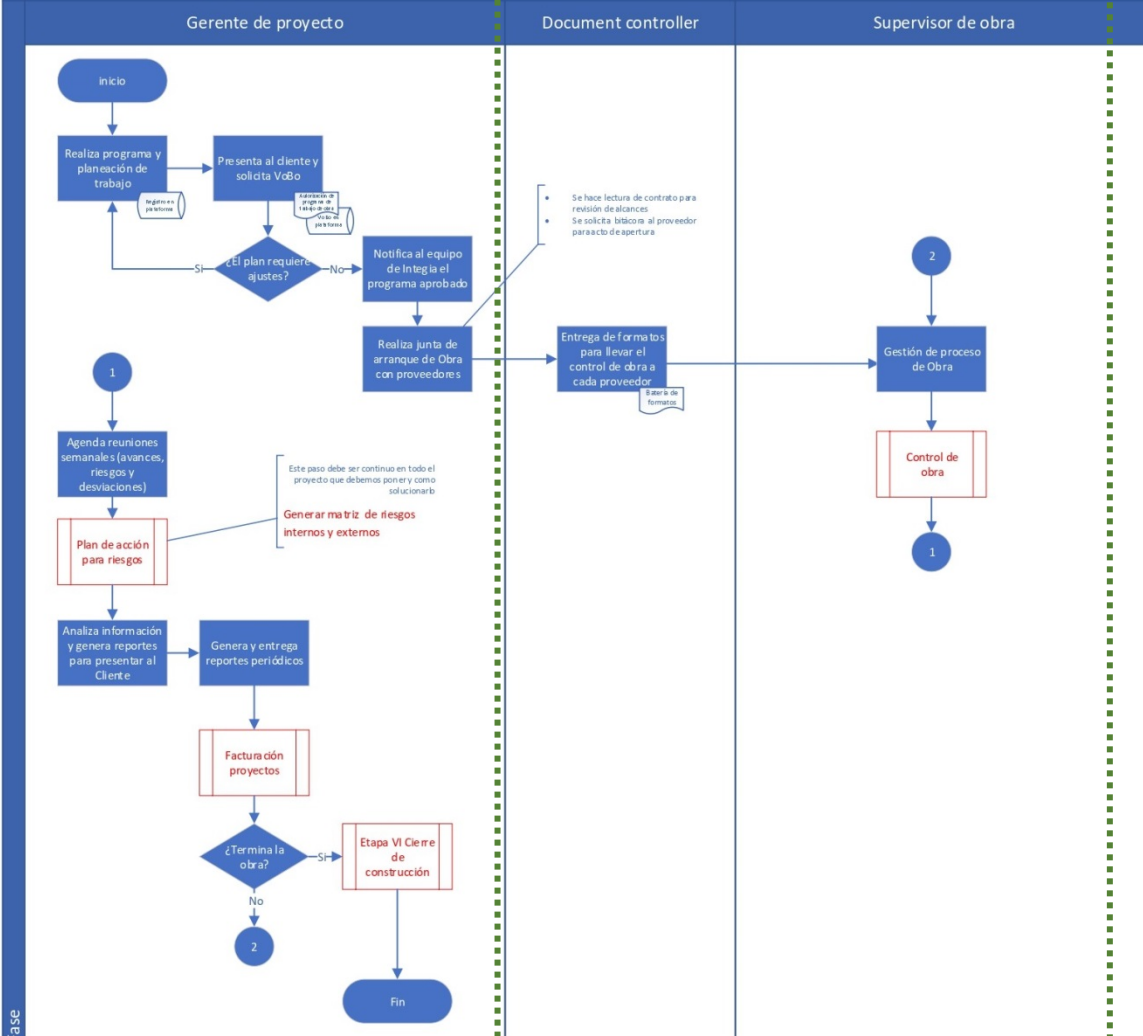 Gerente de proyecto
Document controller
Supervisor de obra
inicio
Realiza programa y
planeación de
trabajo
Registro en
plataforma
Presenta al cliente y
solicita VoBo
Autorización de
programa de
trabajo de obra
VoBo en
plataforma
¿El plan requiere
ajustes?
Si
No
Notifica al equipo
de Integia el
programa aprobado
Realiza junta de
arranque de Obra
con proveedores
• Se hace lectura de contrato para
revisión de alcances
• Se solicita bitácora al proveedor
para acto de apertura
Entrega de formatos
para llevar el
control de obra a
cada proveedor
Batería de
formatos
2
Gestión de proceso
de Obra
Control de
obra
1
1
Agenda reuniones
semanales (avances,
riesgos y
desviaciones)
Plan de acción
para riesgos
Este paso debe ser continuo en todo el
proyecto que debemos poner y como
solucionarlo
Generar matriz de riesgos
internos y externos
Analiza información
y genera reportes
para presentar al
Cliente
Genera y entrega
reportes periódicos
Facturación
proyectos
¿Termina la
obra?
Si
No
2
Etapa VI Cierre
de
construcción
Fin
ase